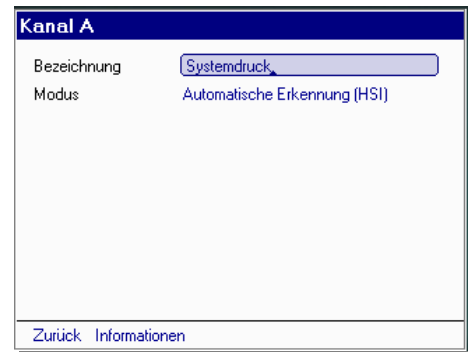 Kanal A
Bezeichnung Systemdruck
Modus Automatische Erkennung (HSI)
Zurück Informationen